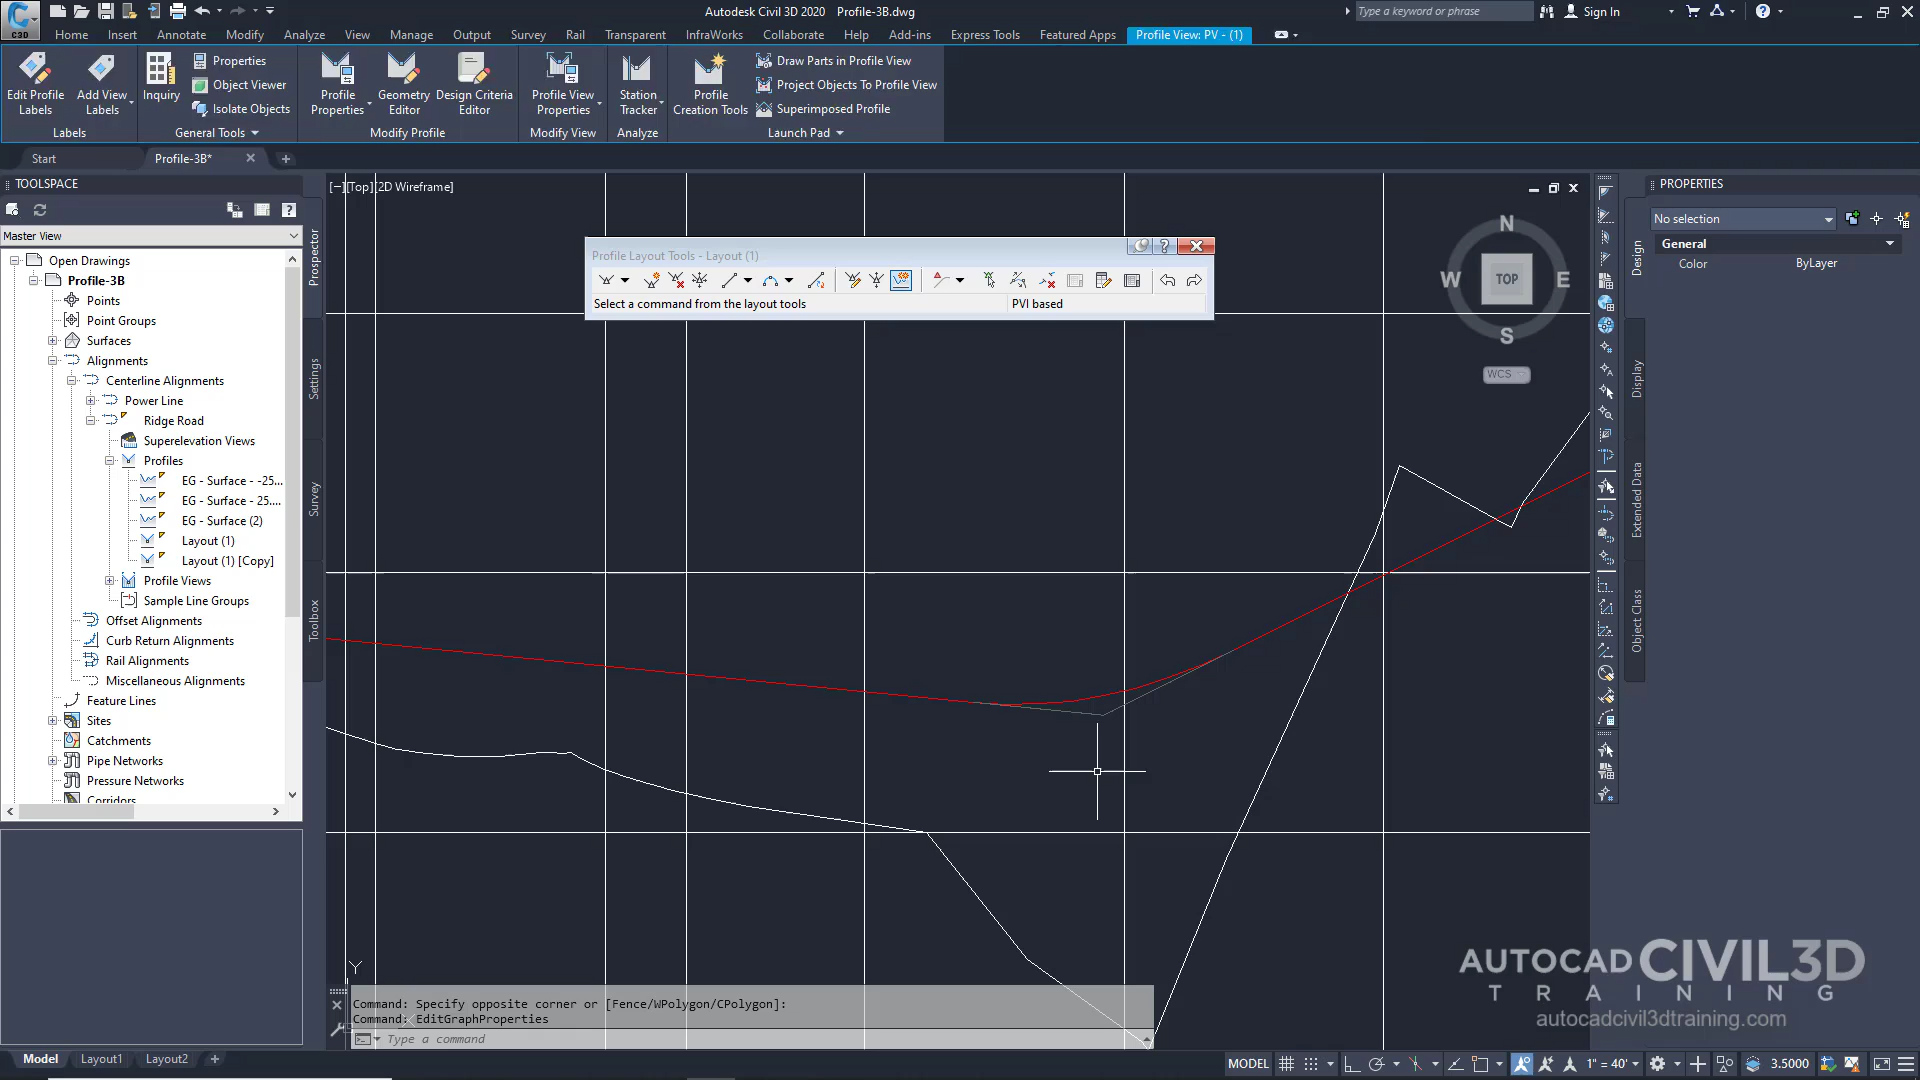 C3D
Autodesk Civil 3D 2020 Profile-3B.dwg
Type a keyword or phrase
Sign In
Home Insert Annotate Modify Analyze View Manage Output Survey Rail Transparent InfraWorks Collaborate Help Add-ins Express Tools Featured Apps Profile View: PV - (1)
Edit Profile Labels
Add View Labels
Labels
Inquiry
Properties
Object Viewer
Isolate Objects
General Tools
Profile Properties
Geometry Editor
Design Criteria Editor
Modify Profile
Profile View Properties
Modify View
Station Tracker
Analyze
Profile Creation Tools
Draw Parts in Profile View
Project Objects To Profile View
Superimposed Profile
Launch Pad
Start
Profile-3B*
TOOLSPACE
Master View
Open Drawings
Profile-3B
Points
Point Groups
Surfaces
Alignments
Centerline Alignments
Power Line
Ridge Road
Superelevation Views
Profiles
EG - Surface - -25...
EG - Surface - 25....
EG - Surface (2)
Layout (1)
Layout (1) [Copy]
Profile Views
Sample Line Groups
Offset Alignments
Curb Return Alignments
Rail Alignments
Miscellaneous Alignments
Feature Lines
Sites
Catchments
Pipe Networks
Pressure Networks
Corridors
Prospector
Settings
Survey
Toolbox
[−][Top][2D Wireframe]
Profile Layout Tools - Layout (1)
Select a command from the layout tools
PVI based
N
W TOP E
S
WCS
Y
X
Command: Specify opposite corner or [Fence/WPolygon/CPolygon]:
Command: EditGraphProperties
Type a command
PROPERTIES
No selection
General
Color ByLayer
Design
Display
Extended Data
Object Class
AUTOCAD CIVIL3D
TRAINING
autocadcivil3dtraining.com
Model Layout1 Layout2
MODEL
1" = 40'
3.5000